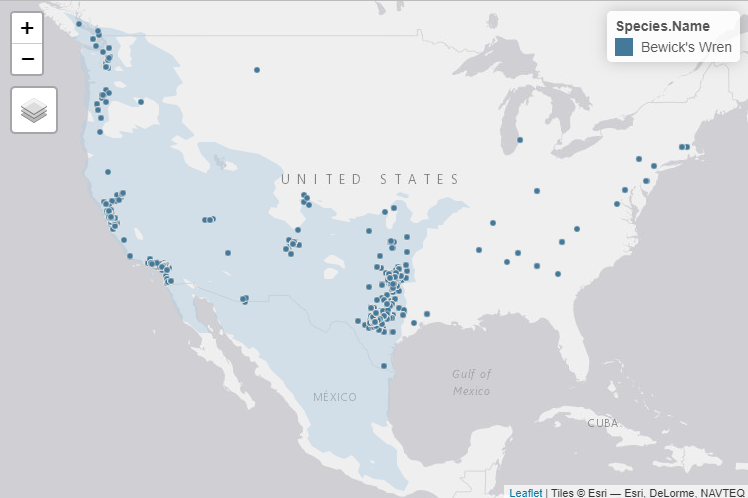 +
−
Species.Name
Bewick's Wren
UNITED STATES
Gulf of
Mexico
MÉXICO
CUBA
Leaflet | Tiles © Esri — Esri, DeLorme, NAVTEQ